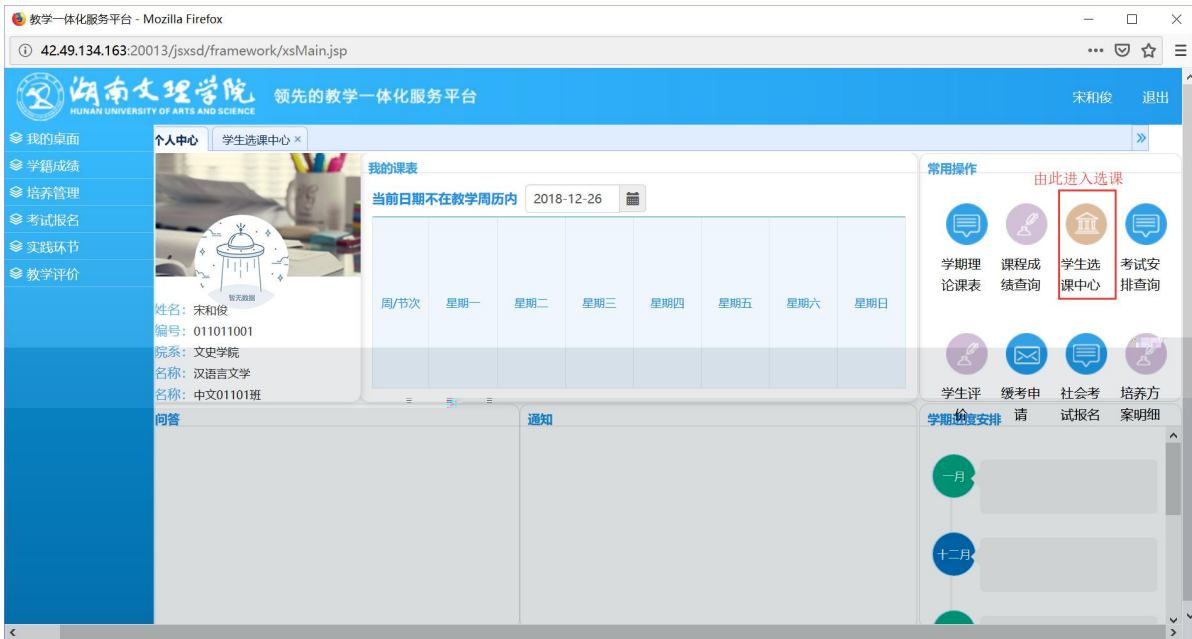 教学一体化服务平台 - Mozilla Firefox
42.49.134.163:20013/jsxsd/framework/xsMain.jsp
湖南文理学院
HUNAN UNIVERSITY OF ARTS AND SCIENCE
领先的教学一体化服务平台
宋和俊 退出
我的桌面
学籍成绩
培养管理
考试报名
实践环节
教学评价
个人中心 学生选课中心 ×
暂无数据
姓名: 宋和俊
编号: 011011001
院系: 文史学院
名称: 汉语言文学
名称: 中文01101班
我的课表
当前日期不在教学周历内 2018-12-26
周/节次 星期一 星期二 星期三 星期四 星期五 星期六 星期日
常用操作
由此进入选课
学期理论课表
课程成绩查询
学生选课中心
考试安排查询
学生评价
缓考申请
社会考试报名
培养方案明细
问答
通知
学期进度安排
一月
十二月